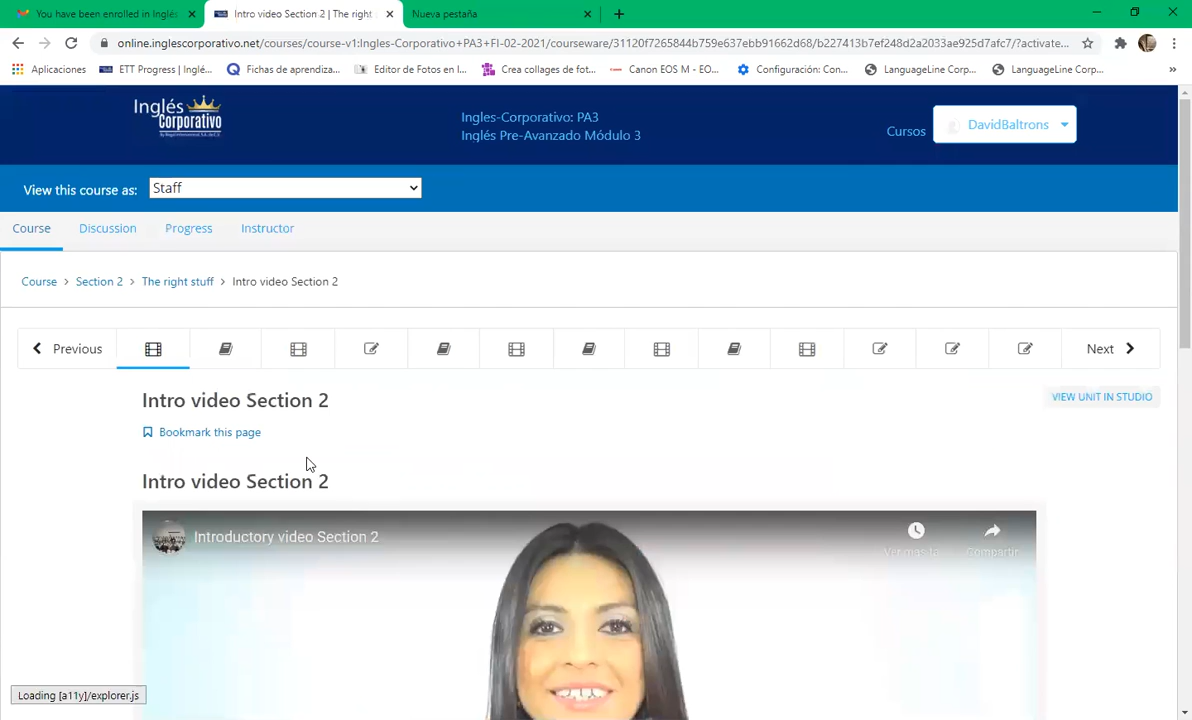 You have been enrolled in Inglés
Intro video Section 2 | The right
Nueva pestaña
online.inglescorporativo.net/courses/course-v1:Ingles-Corporativo+PA3+FI-02-2021/courseware/31120f7265844b759e637ebb91662d68/b227413b7ef248d2a2033ae925d7afc7/?activate...
Aplicaciones
ETT Progress | Inglé...
Fichas de aprendiza...
Editor de Fotos en l...
Crea collages de fot...
Canon EOS M - EO...
Configuración: Con...
LanguageLine Corp...
LanguageLine Corp...
Inglés
Corporativo
Ingles-Corporativo: PA3
Inglés Pre-Avanzado Módulo 3
Cursos
DavidBaltrons
View this course as:
Staff
Course
Discussion
Progress
Instructor
Course > Section 2 > The right stuff > Intro video Section 2
Previous
Next
Intro video Section 2
VIEW UNIT IN STUDIO
Bookmark this page
Intro video Section 2
Introductory video Section 2
Ver más ta...
Compartir
Loading [a11y]/explorer.js